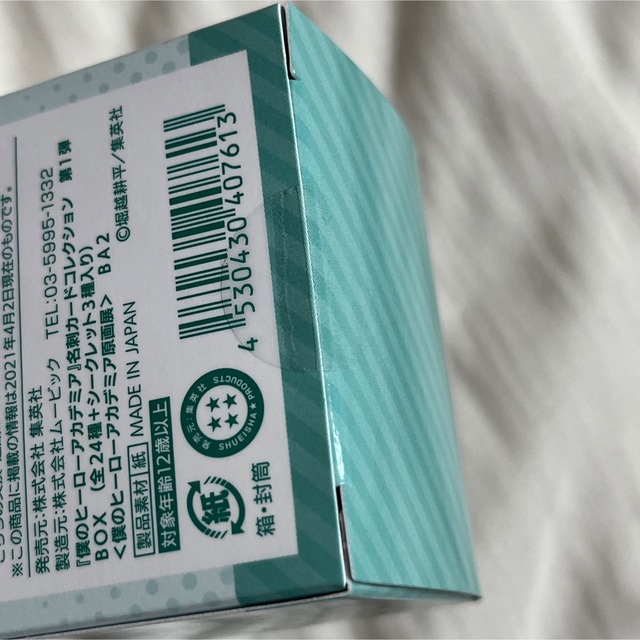 ※この商品に掲載の情報は2021年4月2日現在のものです。
発売元:株式会社 集英社
製造元:株式会社ムービック TEL.03-5995-1332
『僕のヒーローアカデミア』名刺カードコレクション 第1弾
BOX (全24種+シークレット3種入り)
<僕のヒーローアカデミア原画展> BA2
©堀越耕平/集英社
製品素材 紙 MADE IN JAPAN
対象年齢12歳以上
4 530430 407613
発売元:集英社
SHUEISHA PRODUCTS
紙
箱・封筒